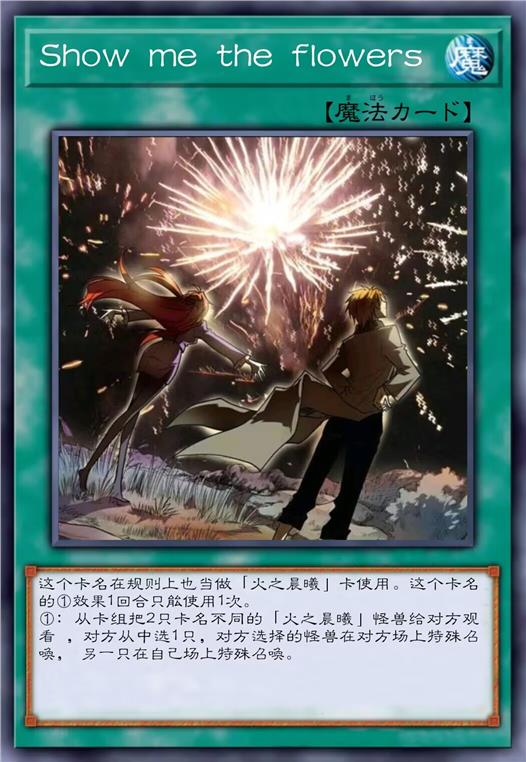 Show me the flowers
魔
【魔法カード】
ま ほう
这个卡名在规则上也当做「火之晨曦」卡使用。这个卡名
的①效果1回合只能使用1次。
①：从卡组把2只卡名不同的「火之晨曦」怪兽给对方观
看，对方从中选1只，对方选择的怪兽在对方场上特殊召
唤， 另一只在自己场上特殊召唤。